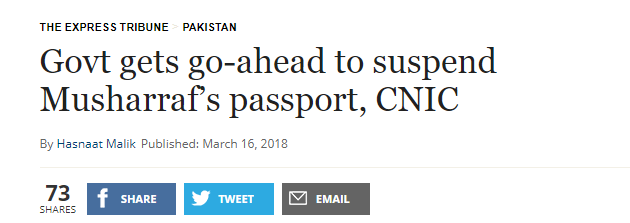 THE EXPRESS TRIBUNE > PAKISTAN
Govt gets go-ahead to suspend
Musharraf’s passport, CNIC
By Hasnaat Malik Published: March 16, 2018
73
SHARES
f SHARE
TWEET
EMAIL